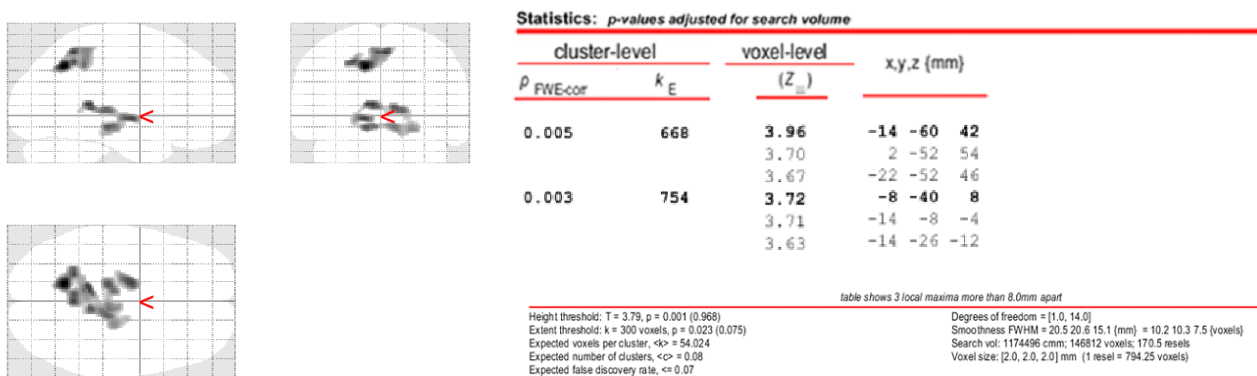 Statistics: p-values adjusted for search volume
cluster-level voxel-level x,y,z {mm}
p FWE-corr k E (Z ≡)
0.005 668 3.96 -14 -60 42
3.70 2 -52 54
3.67 -22 -52 46
0.003 754 3.72 -8 -40 8
3.71 -14 -8 -4
3.63 -14 -26 -12
table shows 3 local maxima more than 8.0mm apart
Height threshold: T = 3.79, p = 0.001 (0.968)
Extent threshold: k = 300 voxels, p = 0.023 (0.075)
Expected voxels per cluster, <k> = 54.024
Expected number of clusters, <c> = 0.08
Expected false discovery rate, <= 0.07
Degrees of freedom = [1.0, 14.0]
Smoothness FWHM = 20.5 20.6 15.1 {mm} = 10.2 10.3 7.5 {voxels}
Search vol: 1174496 cmm; 146812 voxels; 170.5 resels
Voxel size: [2.0, 2.0, 2.0] mm (1 resel = 794.25 voxels)